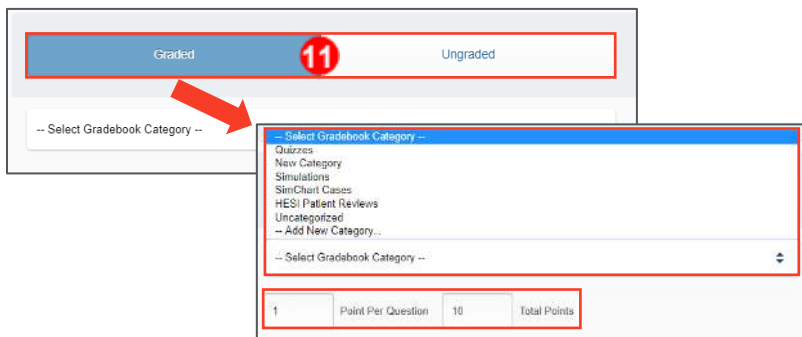 Graded 11 Ungraded
-- Select Gradebook Category --
-- Select Gradebook Category --
Quizzes
New Category
Simulations
SimChart Cases
HESI Patient Reviews
Uncategorized
-- Add New Category...
-- Select Gradebook Category --
1 Point Per Question 10 Total Points